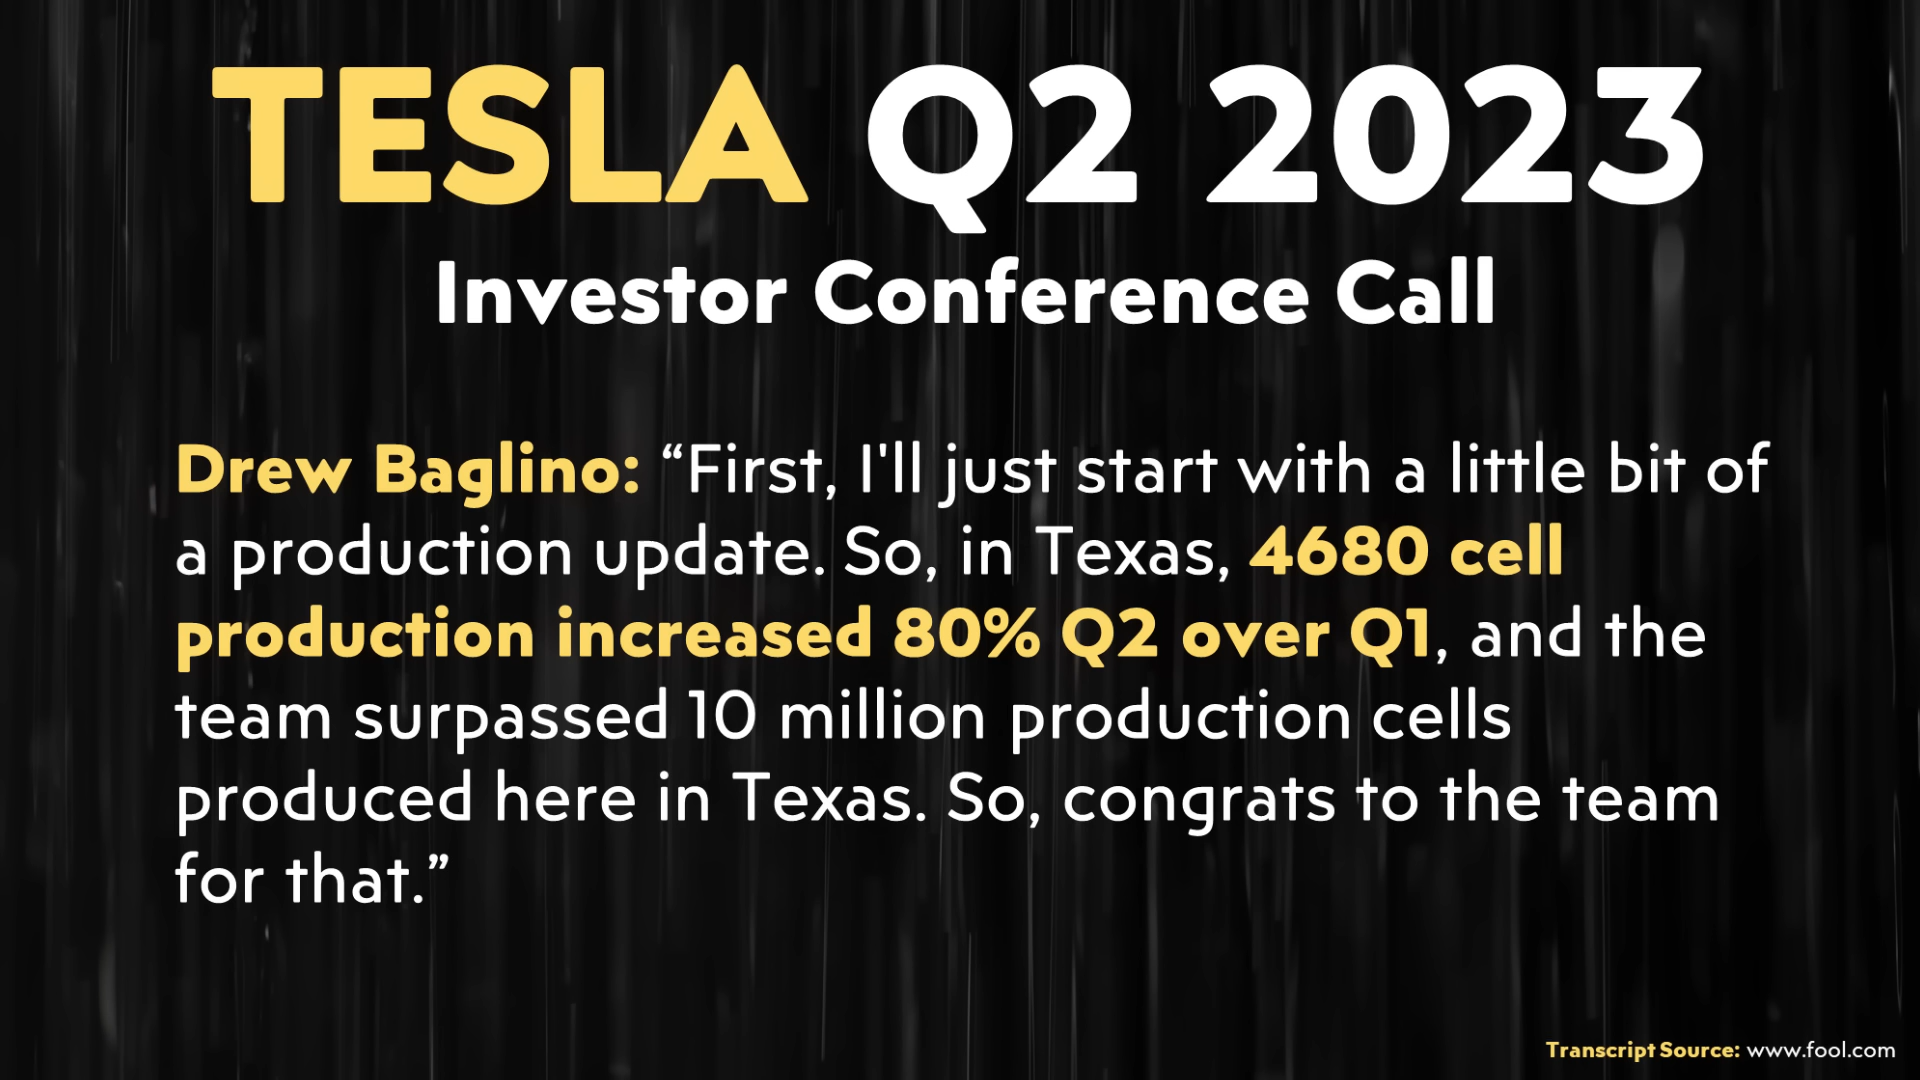 TESLA Q2 2023
Investor Conference Call
Drew Baglino: “First, I'll just start with a little bit of
a production update. So, in Texas, 4680 cell
production increased 80% Q2 over Q1, and the
team surpassed 10 million production cells
produced here in Texas. So, congrats to the team
for that.”
Transcript Source: www.fool.com